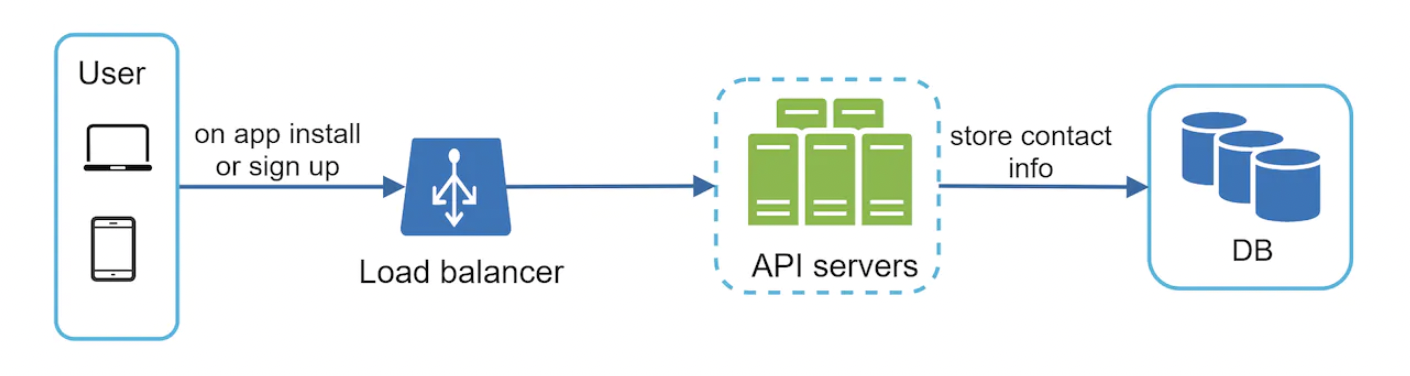 User
on app install
or sign up
Load balancer
API servers
store contact
info
DB